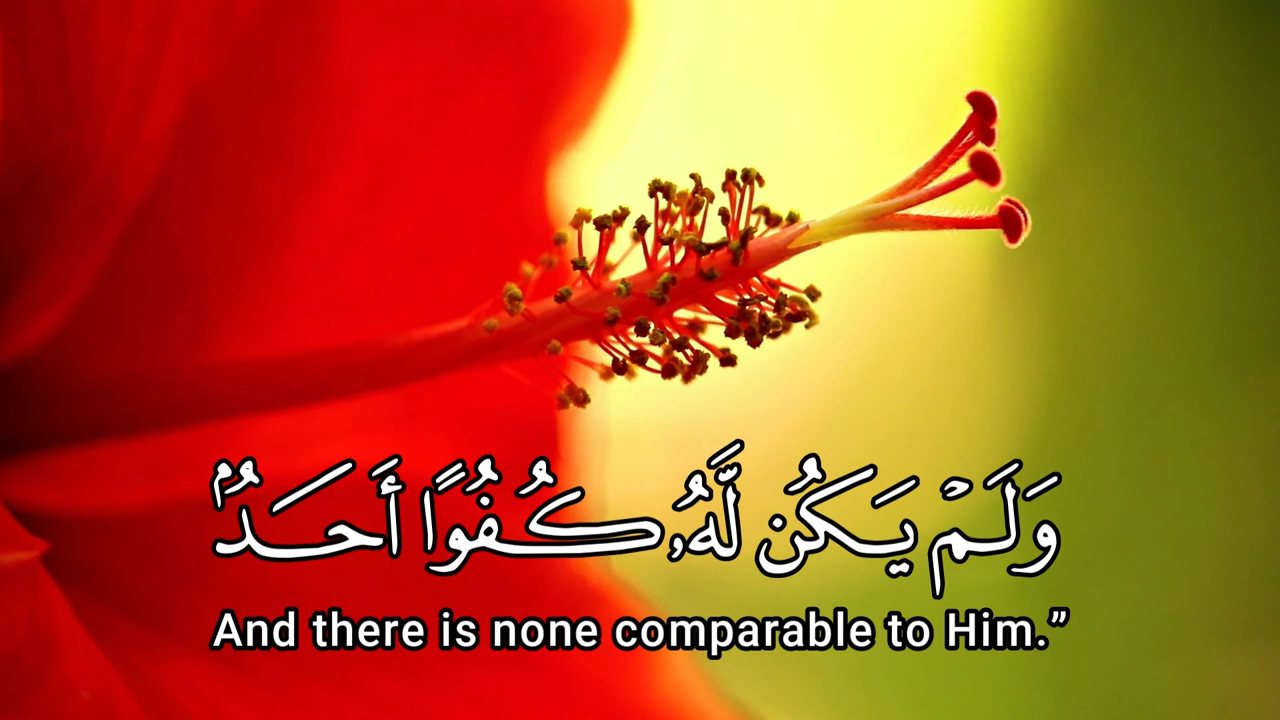 وَلَمْ يَكُن لَّهُۥ كُفُوًا أَحَدٌۢ
And there is none comparable to Him.”